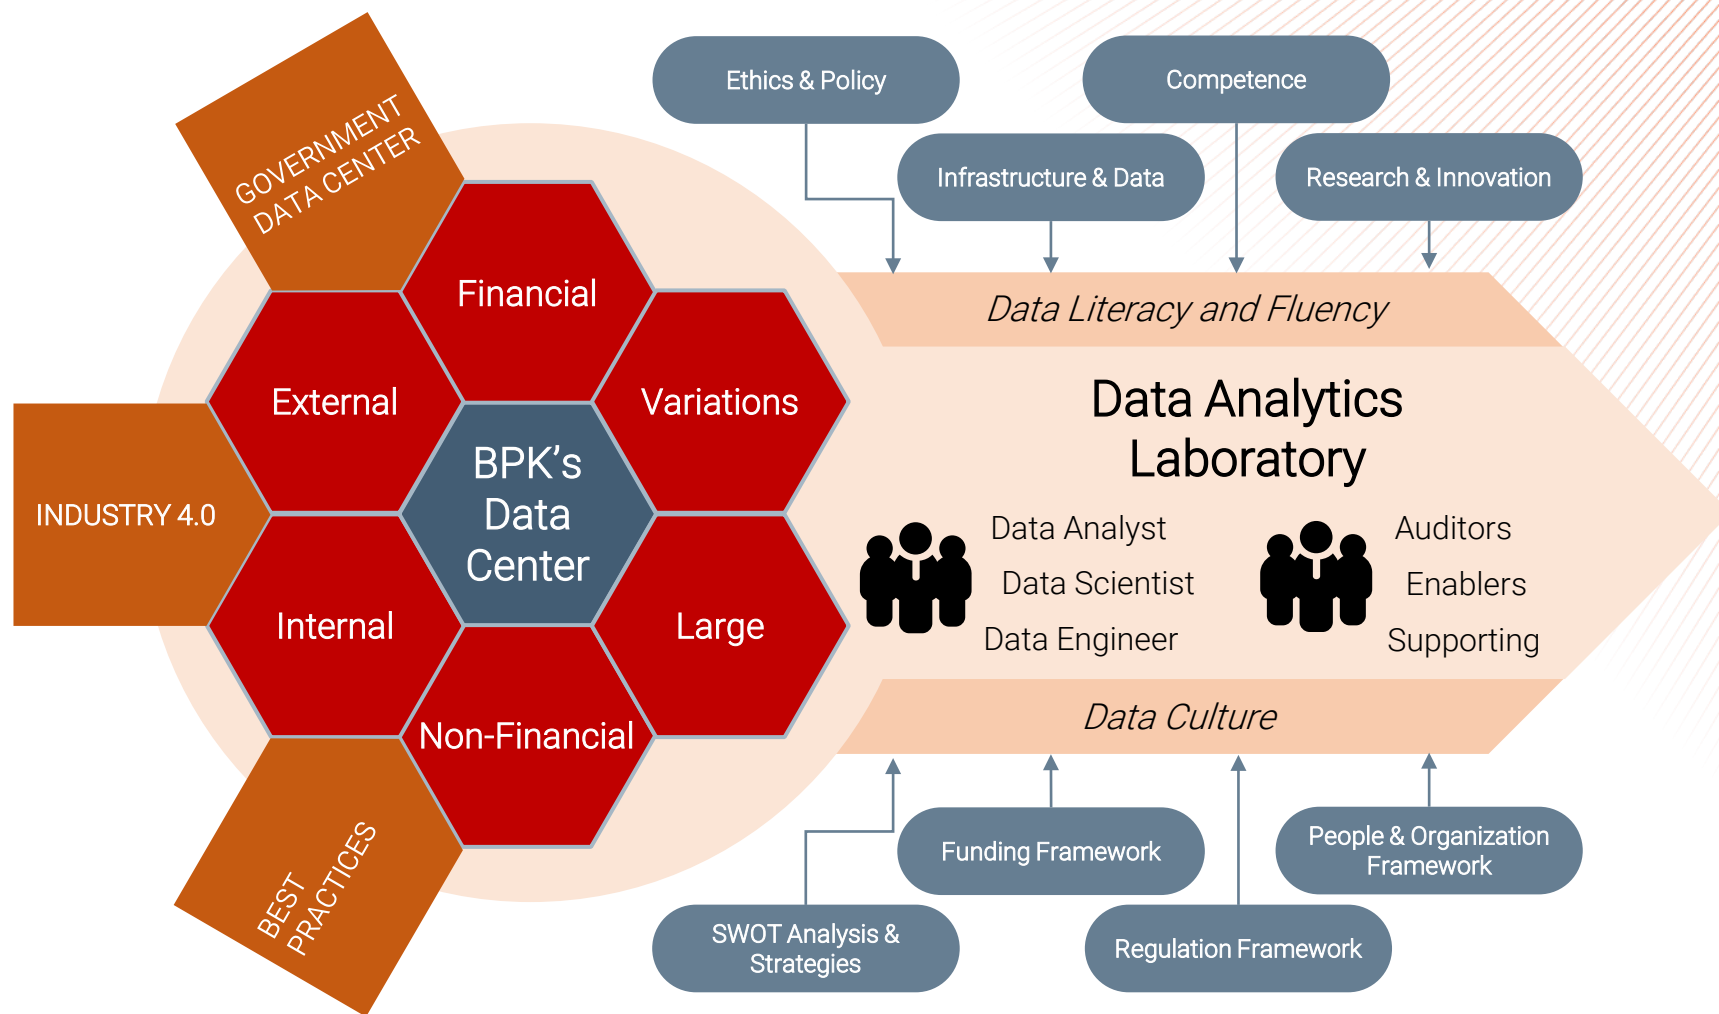 GOVERNMENT
DATA CENTER
INDUSTRY 4.0
BEST
PRACTICES
Financial
External
Variations
BPK’s
Data
Center
Internal
Large
Non-Financial
Ethics & Policy
Competence
Infrastructure & Data
Research & Innovation
Data Literacy and Fluency
Data Analytics
Laboratory
Data Analyst
Data Scientist
Data Engineer
Auditors
Enablers
Supporting
Data Culture
Funding Framework
People & Organization
Framework
SWOT Analysis &
Strategies
Regulation Framework